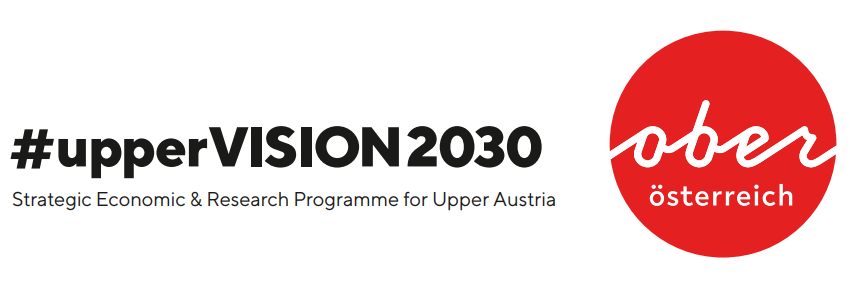 #upperVISION2030
Strategic Economic & Research Programme for Upper Austria
ober
österreich